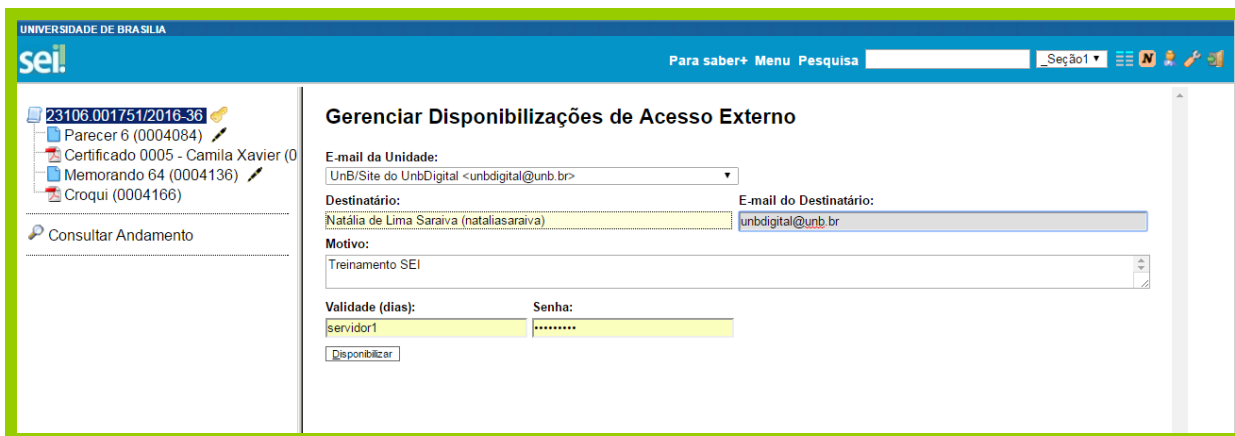 UNIVERSIDADE DE BRASILIA
sei!
Para saber+ Menu Pesquisa _Seção1
N
23106.001751/2016-36
Parecer 6 (0004084)
Certificado 0005 - Camila Xavier (0
Memorando 64 (0004136)
Croqui (0004166)
Consultar Andamento
Gerenciar Disponibilizações de Acesso Externo
E-mail da Unidade:
UnB/Site do UnbDigital <unbdigital@unb.br>
Destinatário: E-mail do Destinatário:
Natália de Lima Saraiva (nataliasaraiva) unbdigital@unb.br
Motivo:
Treinamento SEI
Validade (dias): Senha:
servidor1 •••••••••
Disponibilizar